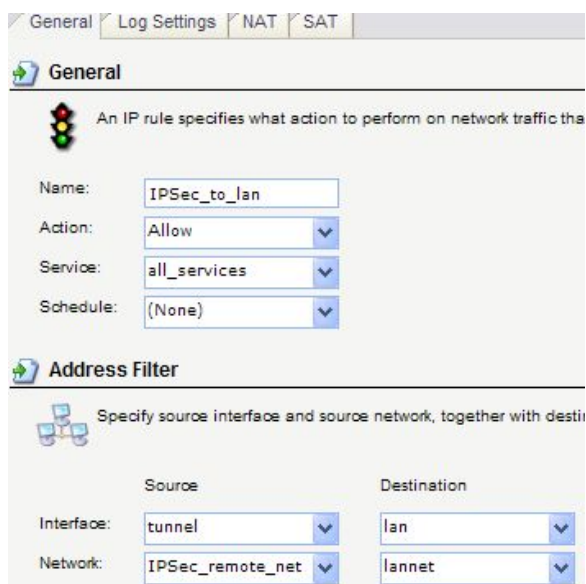 General Log Settings NAT SAT
General
An IP rule specifies what action to perform on network traffic tha
Name: IPSec_to_lan
Action: Allow
Service: all_services
Schedule: (None)
Address Filter
Specify source interface and source network, together with desti
Source Destination
Interface: tunnel lan
Network: IPSec_remote_net lannet